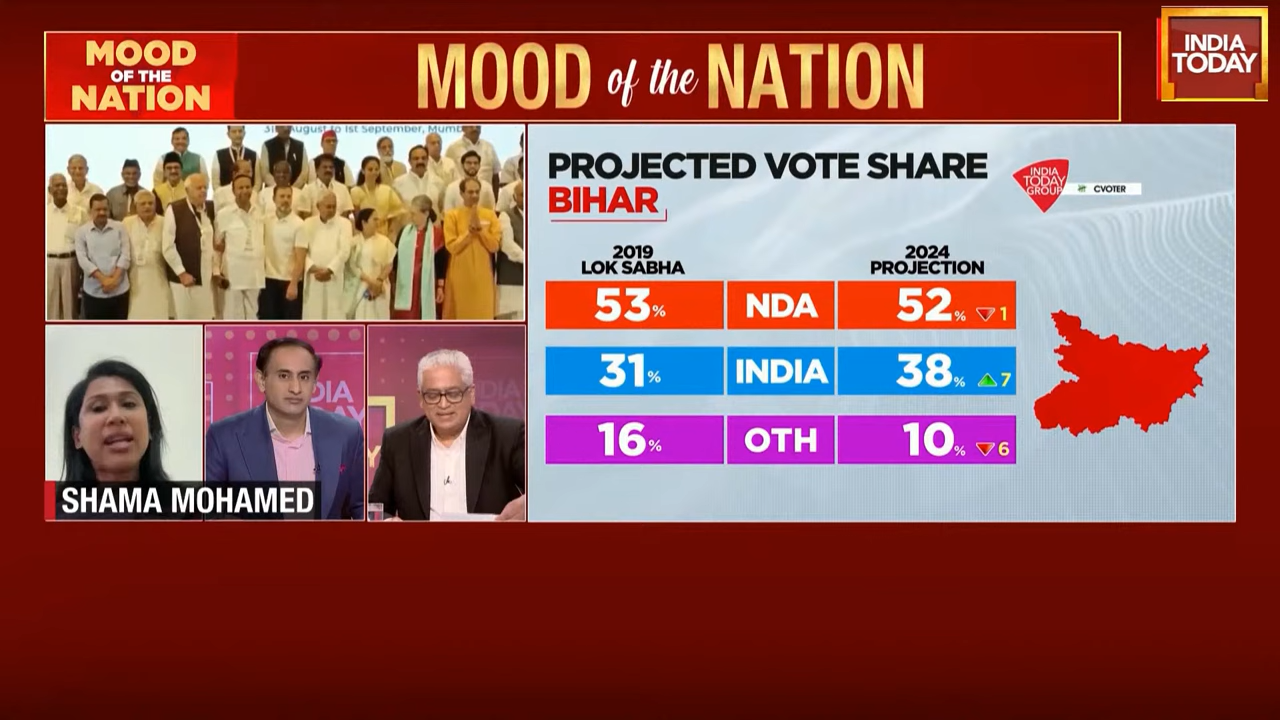 MOOD
OF THE
NATION
MOOD of the NATION
INDIA
TODAY
31st August to 1st September, Mumb
PROJECTED VOTE SHARE
BIHAR
INDIA
TODAY
GROUP
CVOTER
2019
LOK SABHA
2024
PROJECTION
53% NDA 52% 1
31% INDIA 38% 7
16% OTH 10% 6
SHAMA MOHAMED